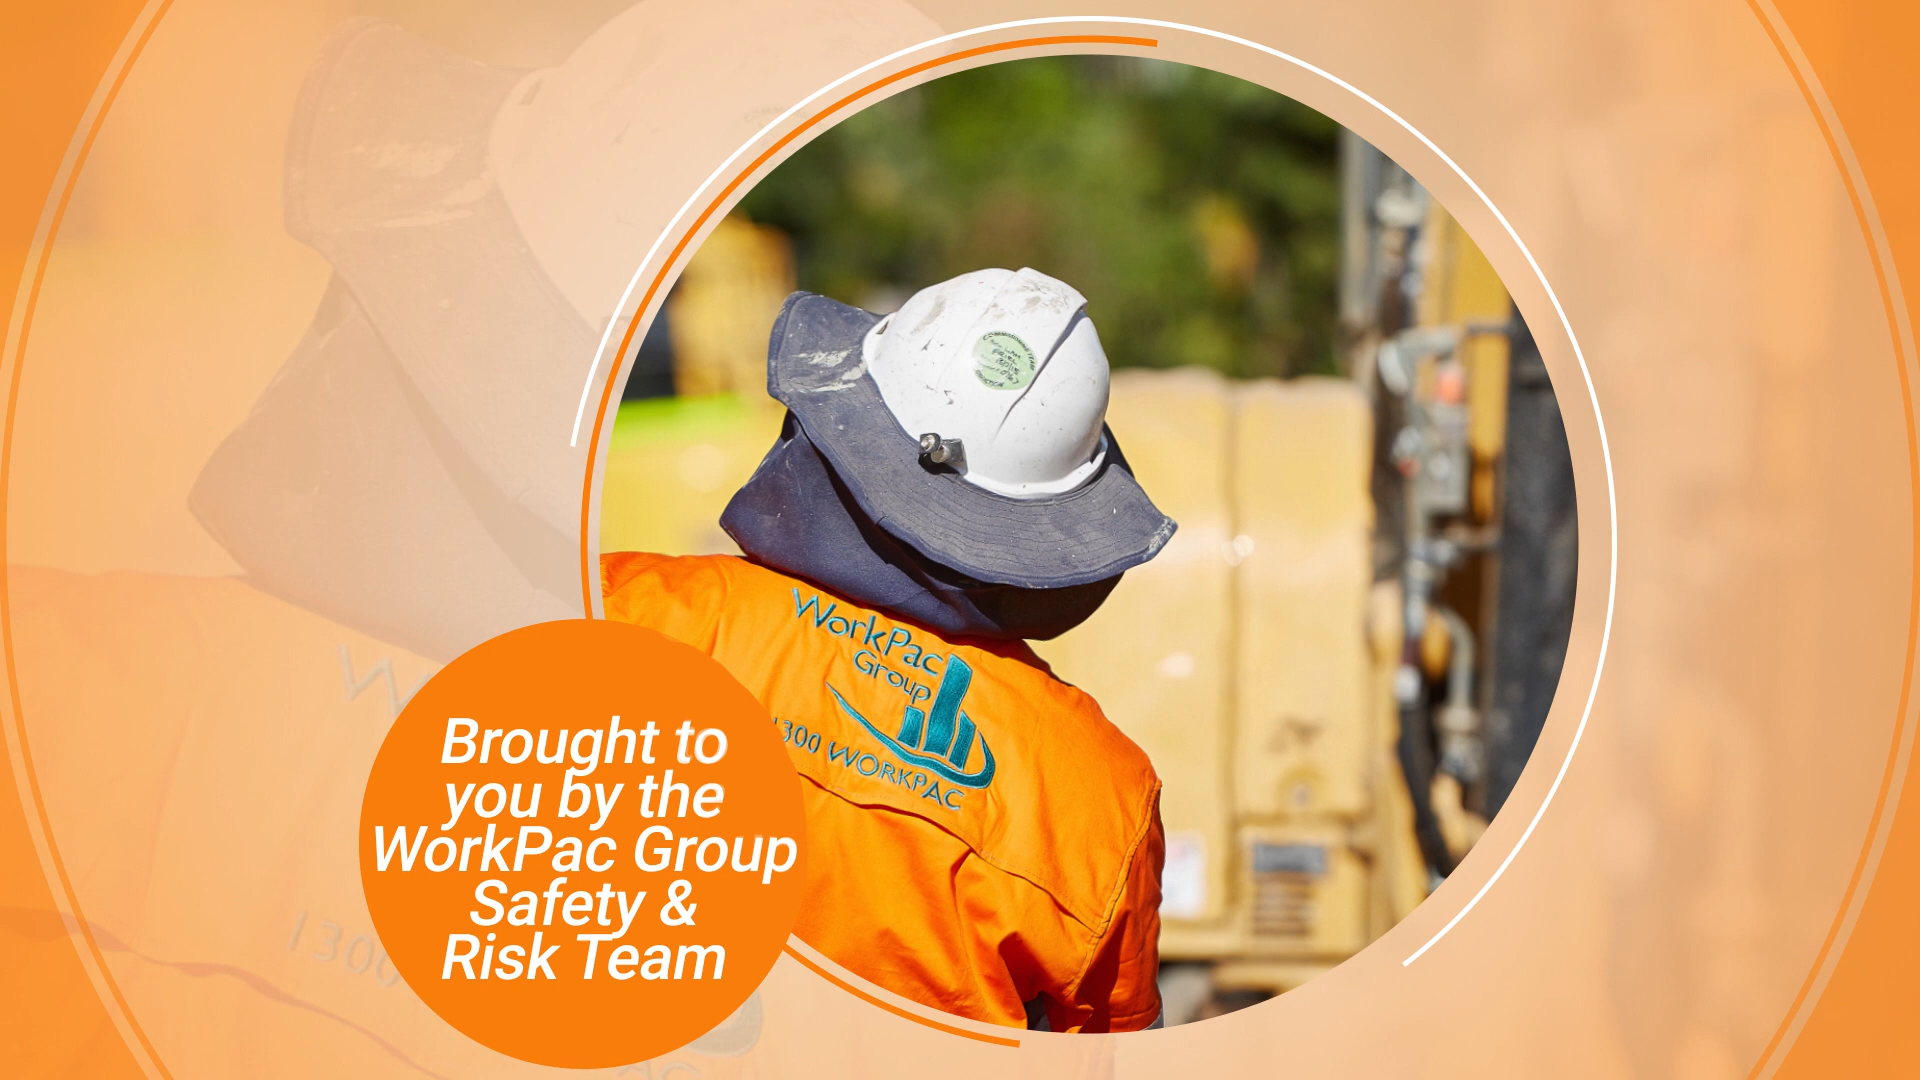 WorkPac
Group
1300 WORKPAC
Brought to
you by the
WorkPac Group
Safety &
Risk Team